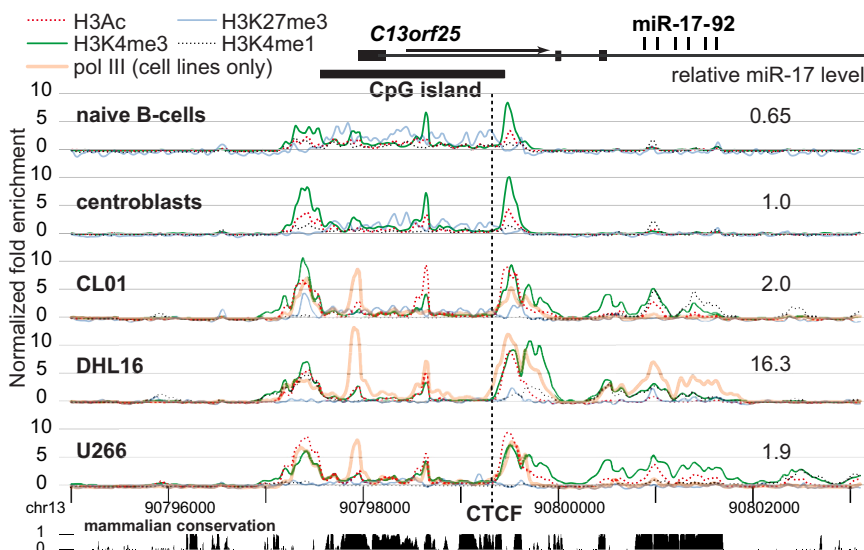 H3Ac H3K27me3
H3K4me3 H3K4me1
pol III (cell lines only)
C13orf25
miR-17-92
CpG island
relative miR-17 level
Normalized fold enrichment
10
5
0
naive B-cells
0.65
10
5
0
centroblasts
1.0
10
5
0
CL01
2.0
10
5
0
DHL16
16.3
10
5
0
U266
1.9
chr13 90796000 90798000 CTCF 90800000 90802000
mammalian conservation
1
0